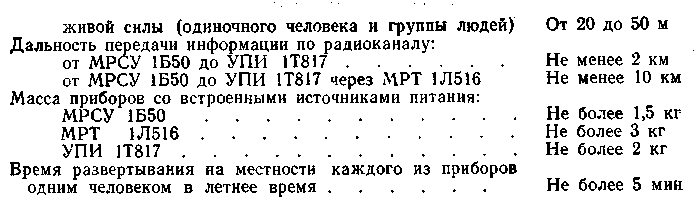 живой силы (одиночного человека и группы людей) От 20 до 50 м
Дальность передачи информации по радиоканалу:
от МРСУ 1Б50 до УПИ 1Т817 . . . . . . Не менее 2 км
от МРСУ 1Б50 до УПИ 1Т817 через МРТ 1Л516 Не менее 10 км
Масса приборов со встроенными источниками питания:
МРСУ 1Б50 . . . . . . . . . . . Не более 1,5 кг
МРТ 1Л516 . . . . . . . . . . . Не более 3 кг
УПИ 1Т817 . . . . . . . . . . . Не более 2 кг
Время развертывания на местности каждого из приборов
одним человеком в летнее время . . . . . . Не более 5 мин